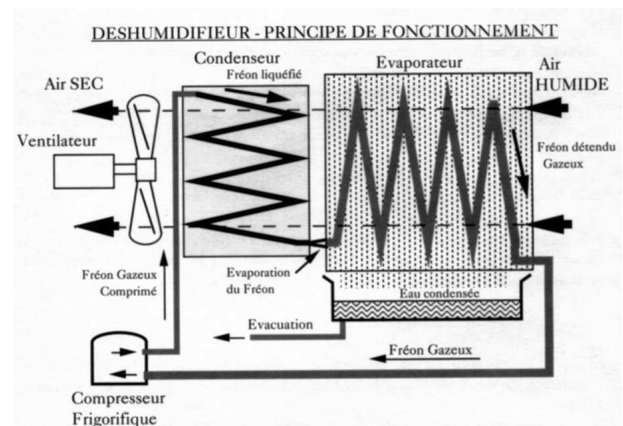 DESHUMIDIFIEUR - PRINCIPE DE FONCTIONNEMENT
Condenseur
Fréon liquéfié
Evaporateur
Air
HUMIDE
Air SEC
Ventilateur
Fréon détendu
Gazeux
Fréon Gazeux
Comprimé
Evaporation
du Fréon
Eau condensée
Evacuation
Fréon Gazeux
Compresseur
Frigorifique